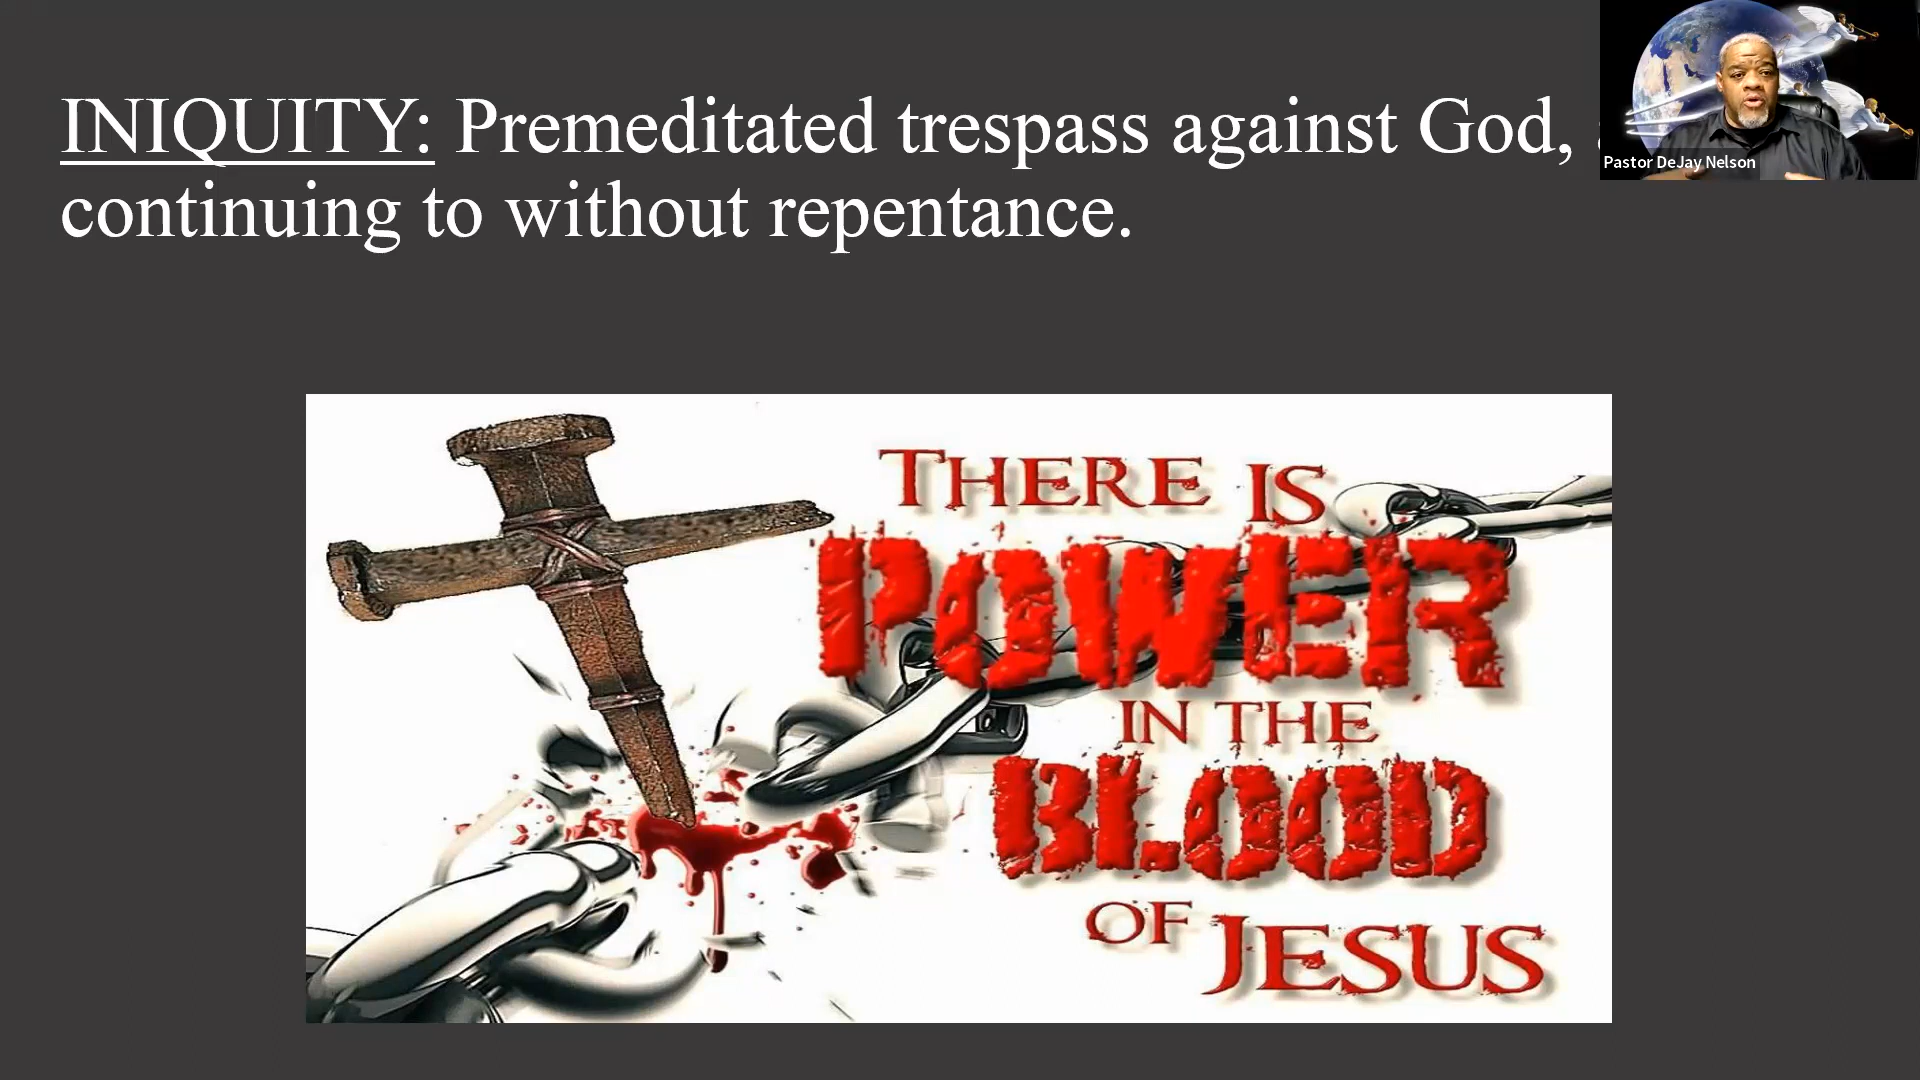 INIQUITY: Premeditated trespass against God,
continuing to without repentance.
Pastor DeJay Nelson
THERE IS
POWER
IN THE
BLOOD
OF JESUS